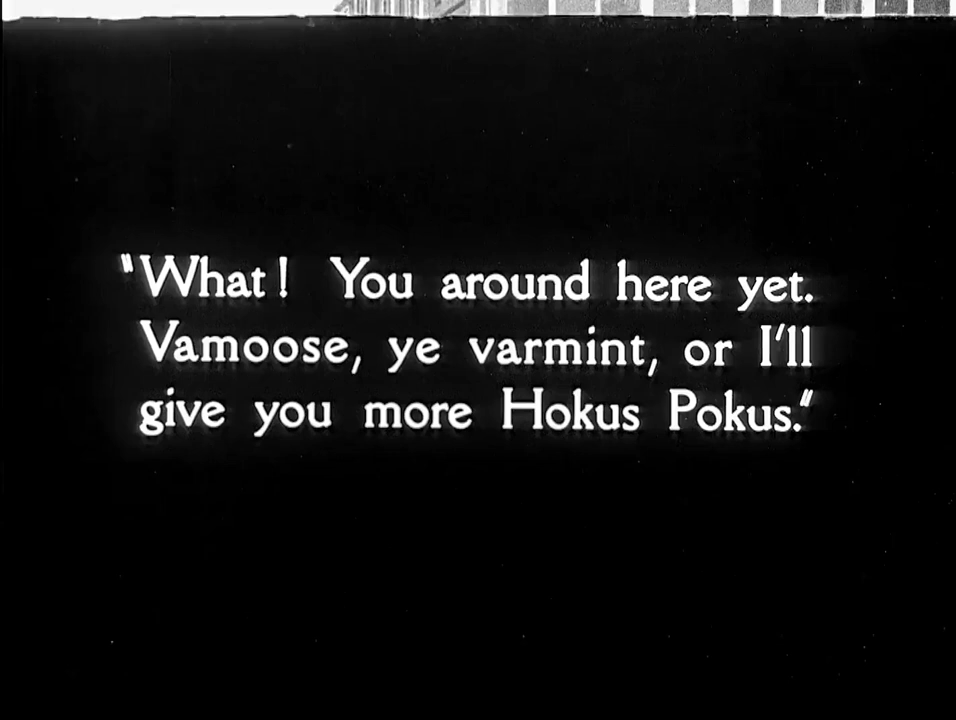 "What! You around here yet.
Vamoose, ye varmint, or I'll
give you more Hokus Pokus."